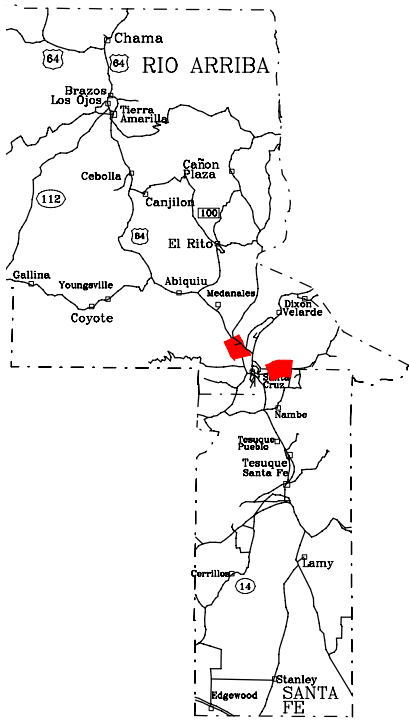 Chama
64
64
RIO ARRIBA
Brazos
Los Ojos
Tierra
Amarilla
Cañon
Plaza
Cebolla
112
Canjilon
100
84
El Rito
Gallina
Youngsville
Abiquiu
Medanales
Coyote
Dixon
Velarde
Santa
Cruz
Nambe
Tesuque
Pueblo
Tesuque
Santa Fe
Cerrillos
14
Lamy
Stanley
Edgewood
SANTA
FE